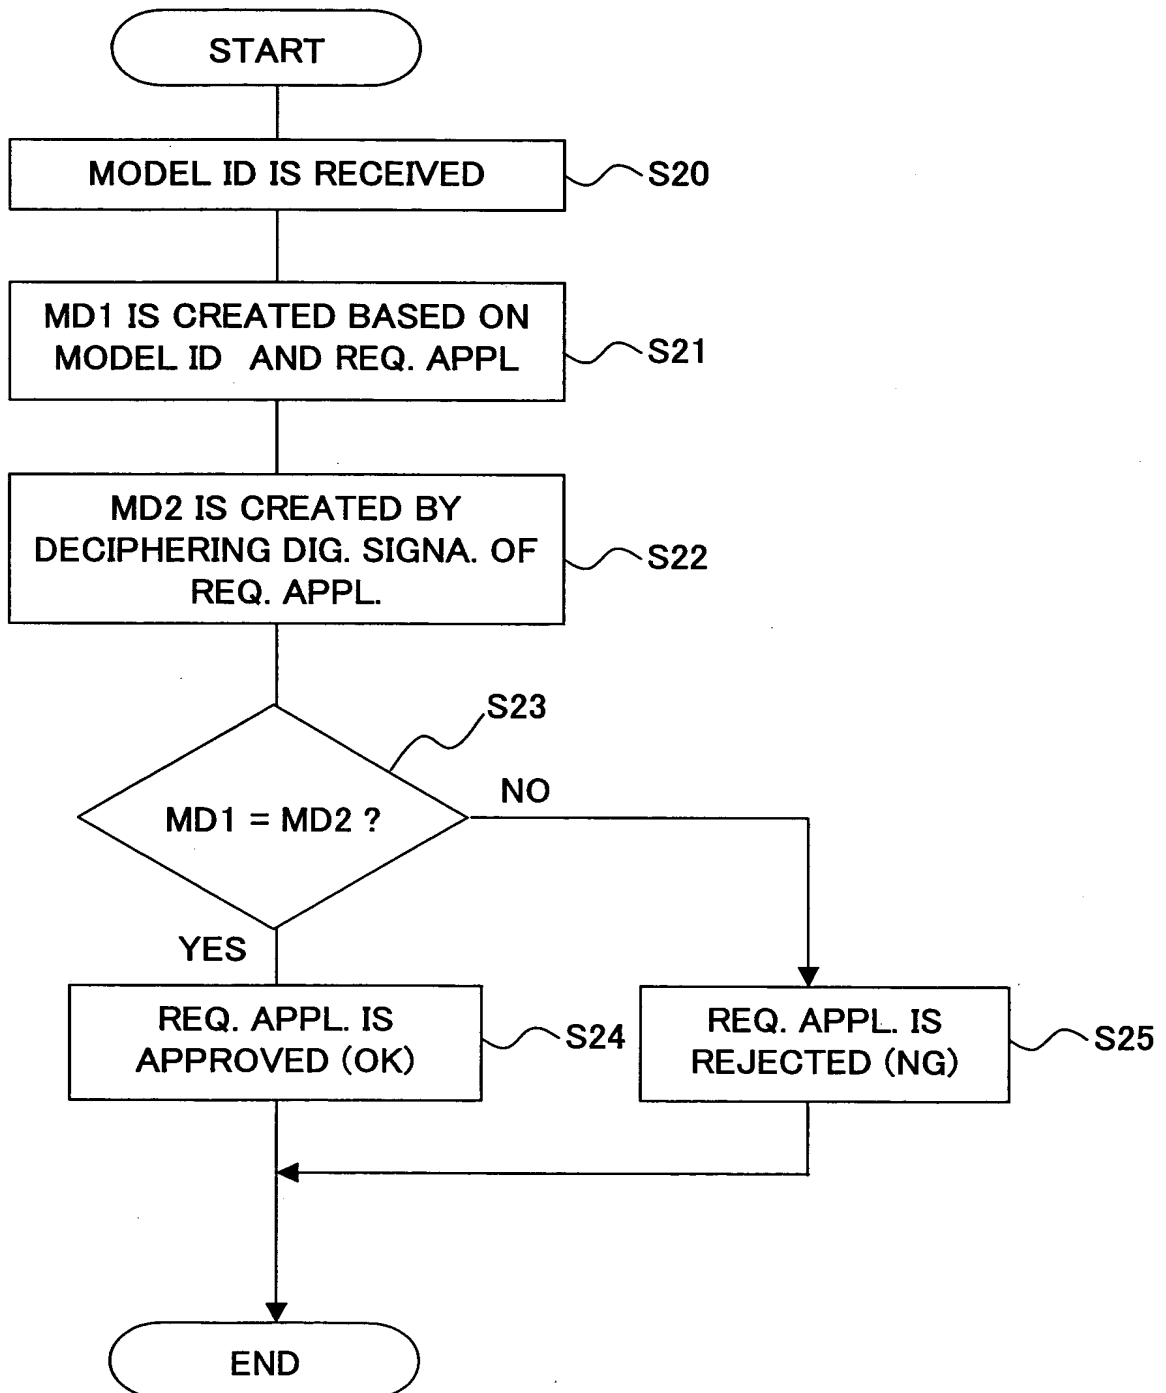 START
MODEL ID IS RECEIVED
S20
MD1 IS CREATED BASED ON
MODEL ID AND REQ. APPL
S21
MD2 IS CREATED BY
DECIPHERING DIG. SIGNA. OF
REQ. APPL.
S22
S23
MD1 = MD2 ?
NO
YES
REQ. APPL. IS
APPROVED (OK)
S24
REQ. APPL. IS
REJECTED (NG)
S25
END